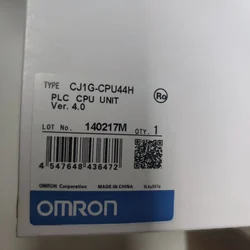 TYPE CJ1G-CPU44H
PLC CPU UNIT
Ver. 4.0
Ro
LOT No. 140217M QTY. 1
4 547648 436472
OMRON Corporation MADE IN CHINA
OMRON